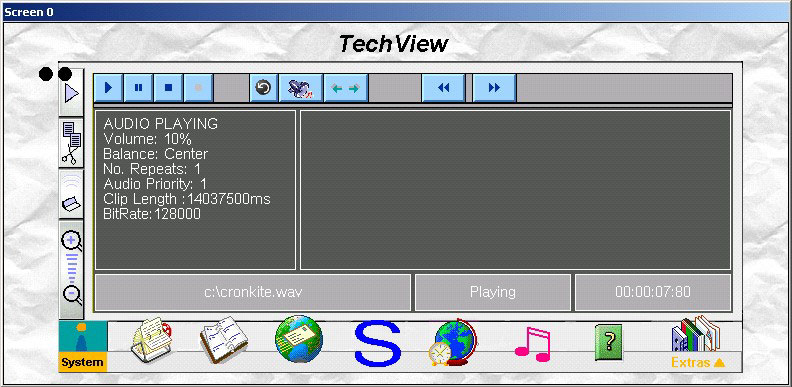 Screen 0
TechView
AUDIO PLAYING
Volume: 10%
Balance: Center
No. Repeats: 1
Audio Priority: 1
Clip Length :14037500ms
BitRate:128000
c:\cronkite.wav
Playing
00:00:07:80
S
?
System
Extras